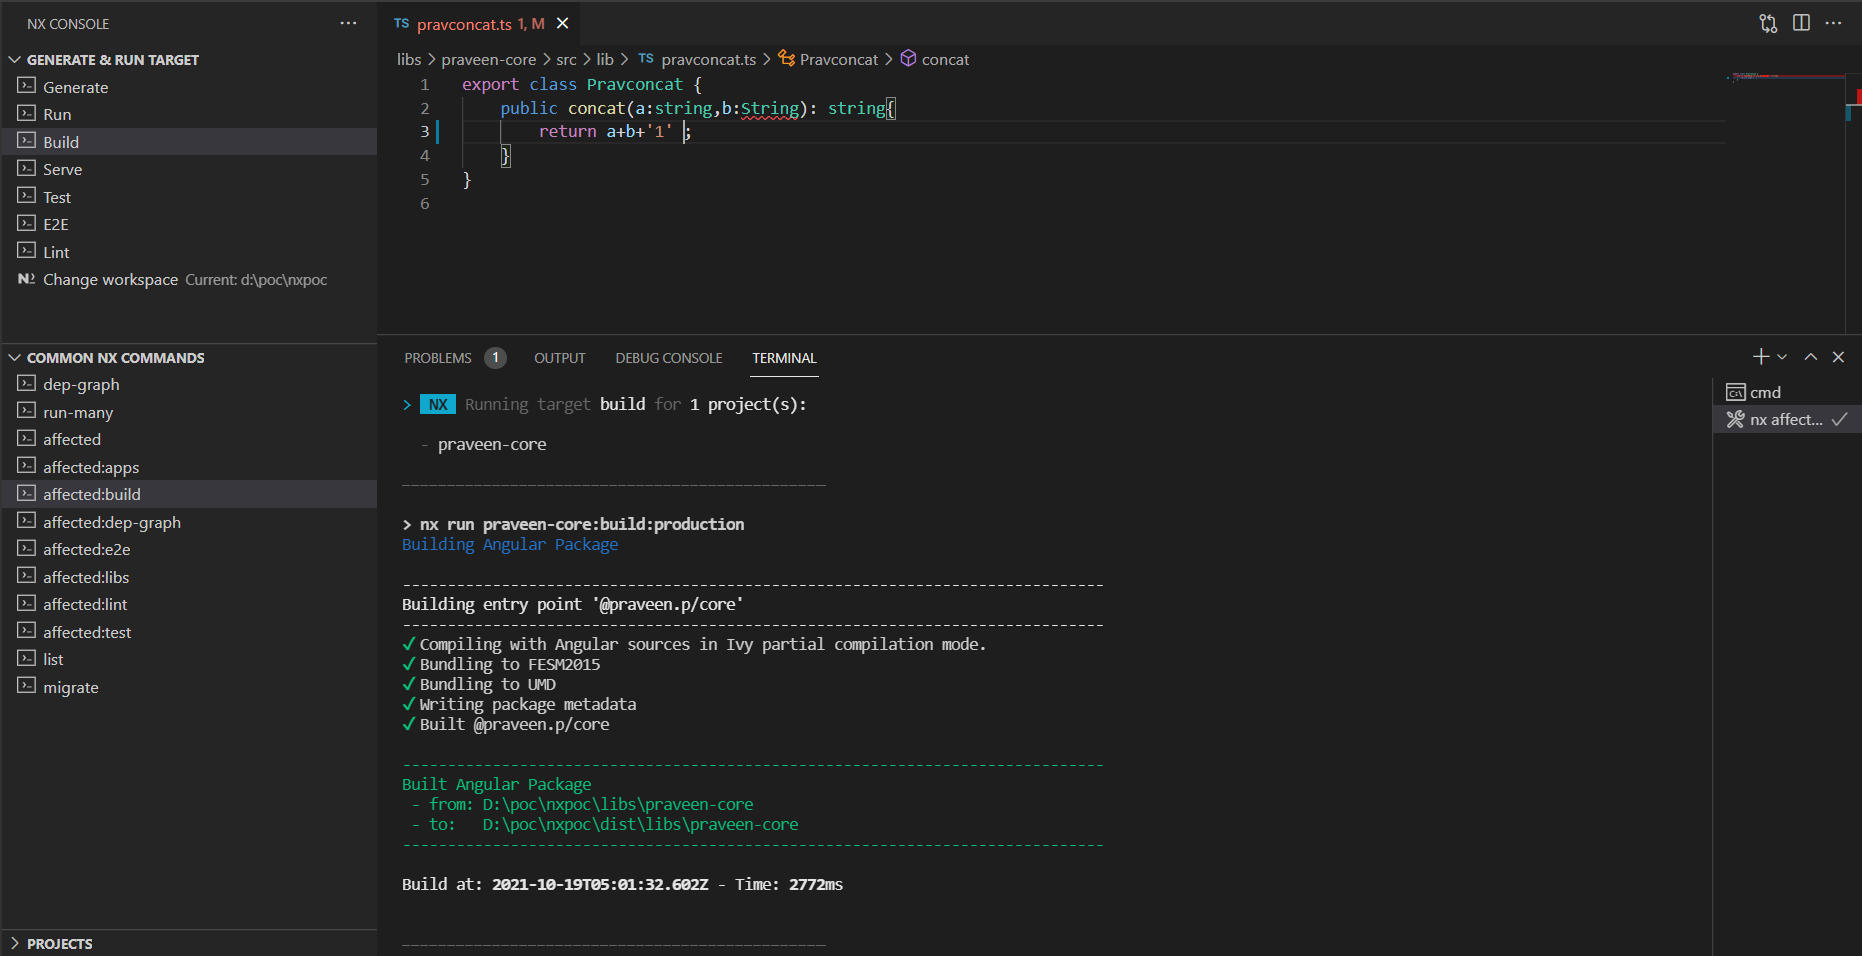 NX CONSOLE
GENERATE & RUN TARGET
Generate
Run
Build
Serve
Test
E2E
Lint
Change workspace Current: d:\poc\nxpoc
COMMON NX COMMANDS
dep-graph
run-many
affected
affected:apps
affected:build
affected:dep-graph
affected:e2e
affected:libs
affected:lint
affected:test
list
migrate
PROJECTS
TS pravconcat.ts 1, M
libs > praveen-core > src > lib > TS pravconcat.ts > Pravconcat > concat
1 export class Pravconcat {
2 public concat(a:string,b:String): string{
3 return a+b+'1' ;
4 }
5 }
6
PROBLEMS 1 OUTPUT DEBUG CONSOLE TERMINAL
> NX Running target build for 1 project(s):
- praveen-core
> nx run praveen-core:build:production
Building Angular Package
------------------------------------------------------------------------------
Building entry point '@praveen.p/core'
------------------------------------------------------------------------------
✓ Compiling with Angular sources in Ivy partial compilation mode.
✓ Bundling to FESM2015
✓ Bundling to UMD
✓ Writing package metadata
✓ Built @praveen.p/core
------------------------------------------------------------------------------
Built Angular Package
- from: D:\poc\nxpoc\libs\praveen-core
- to: D:\poc\nxpoc\dist\libs\praveen-core
------------------------------------------------------------------------------
Build at: 2021-10-19T05:01:32.602Z - Time: 2772ms
cmd
nx affect...